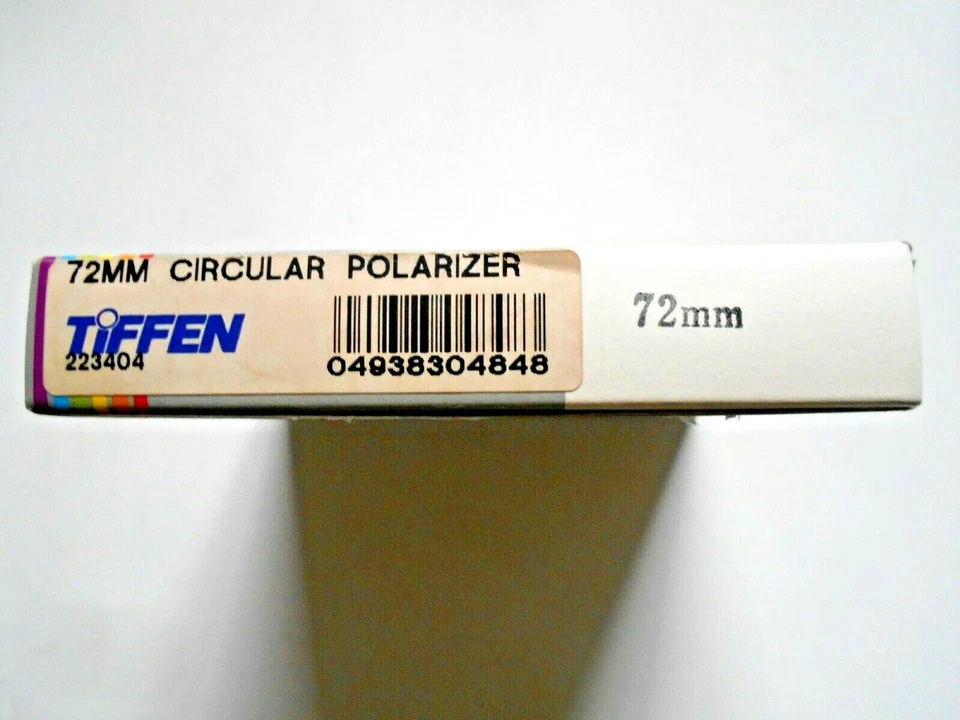 72MM CIRCULAR POLARIZER
TiFFEN
223404
04938304848
72mm